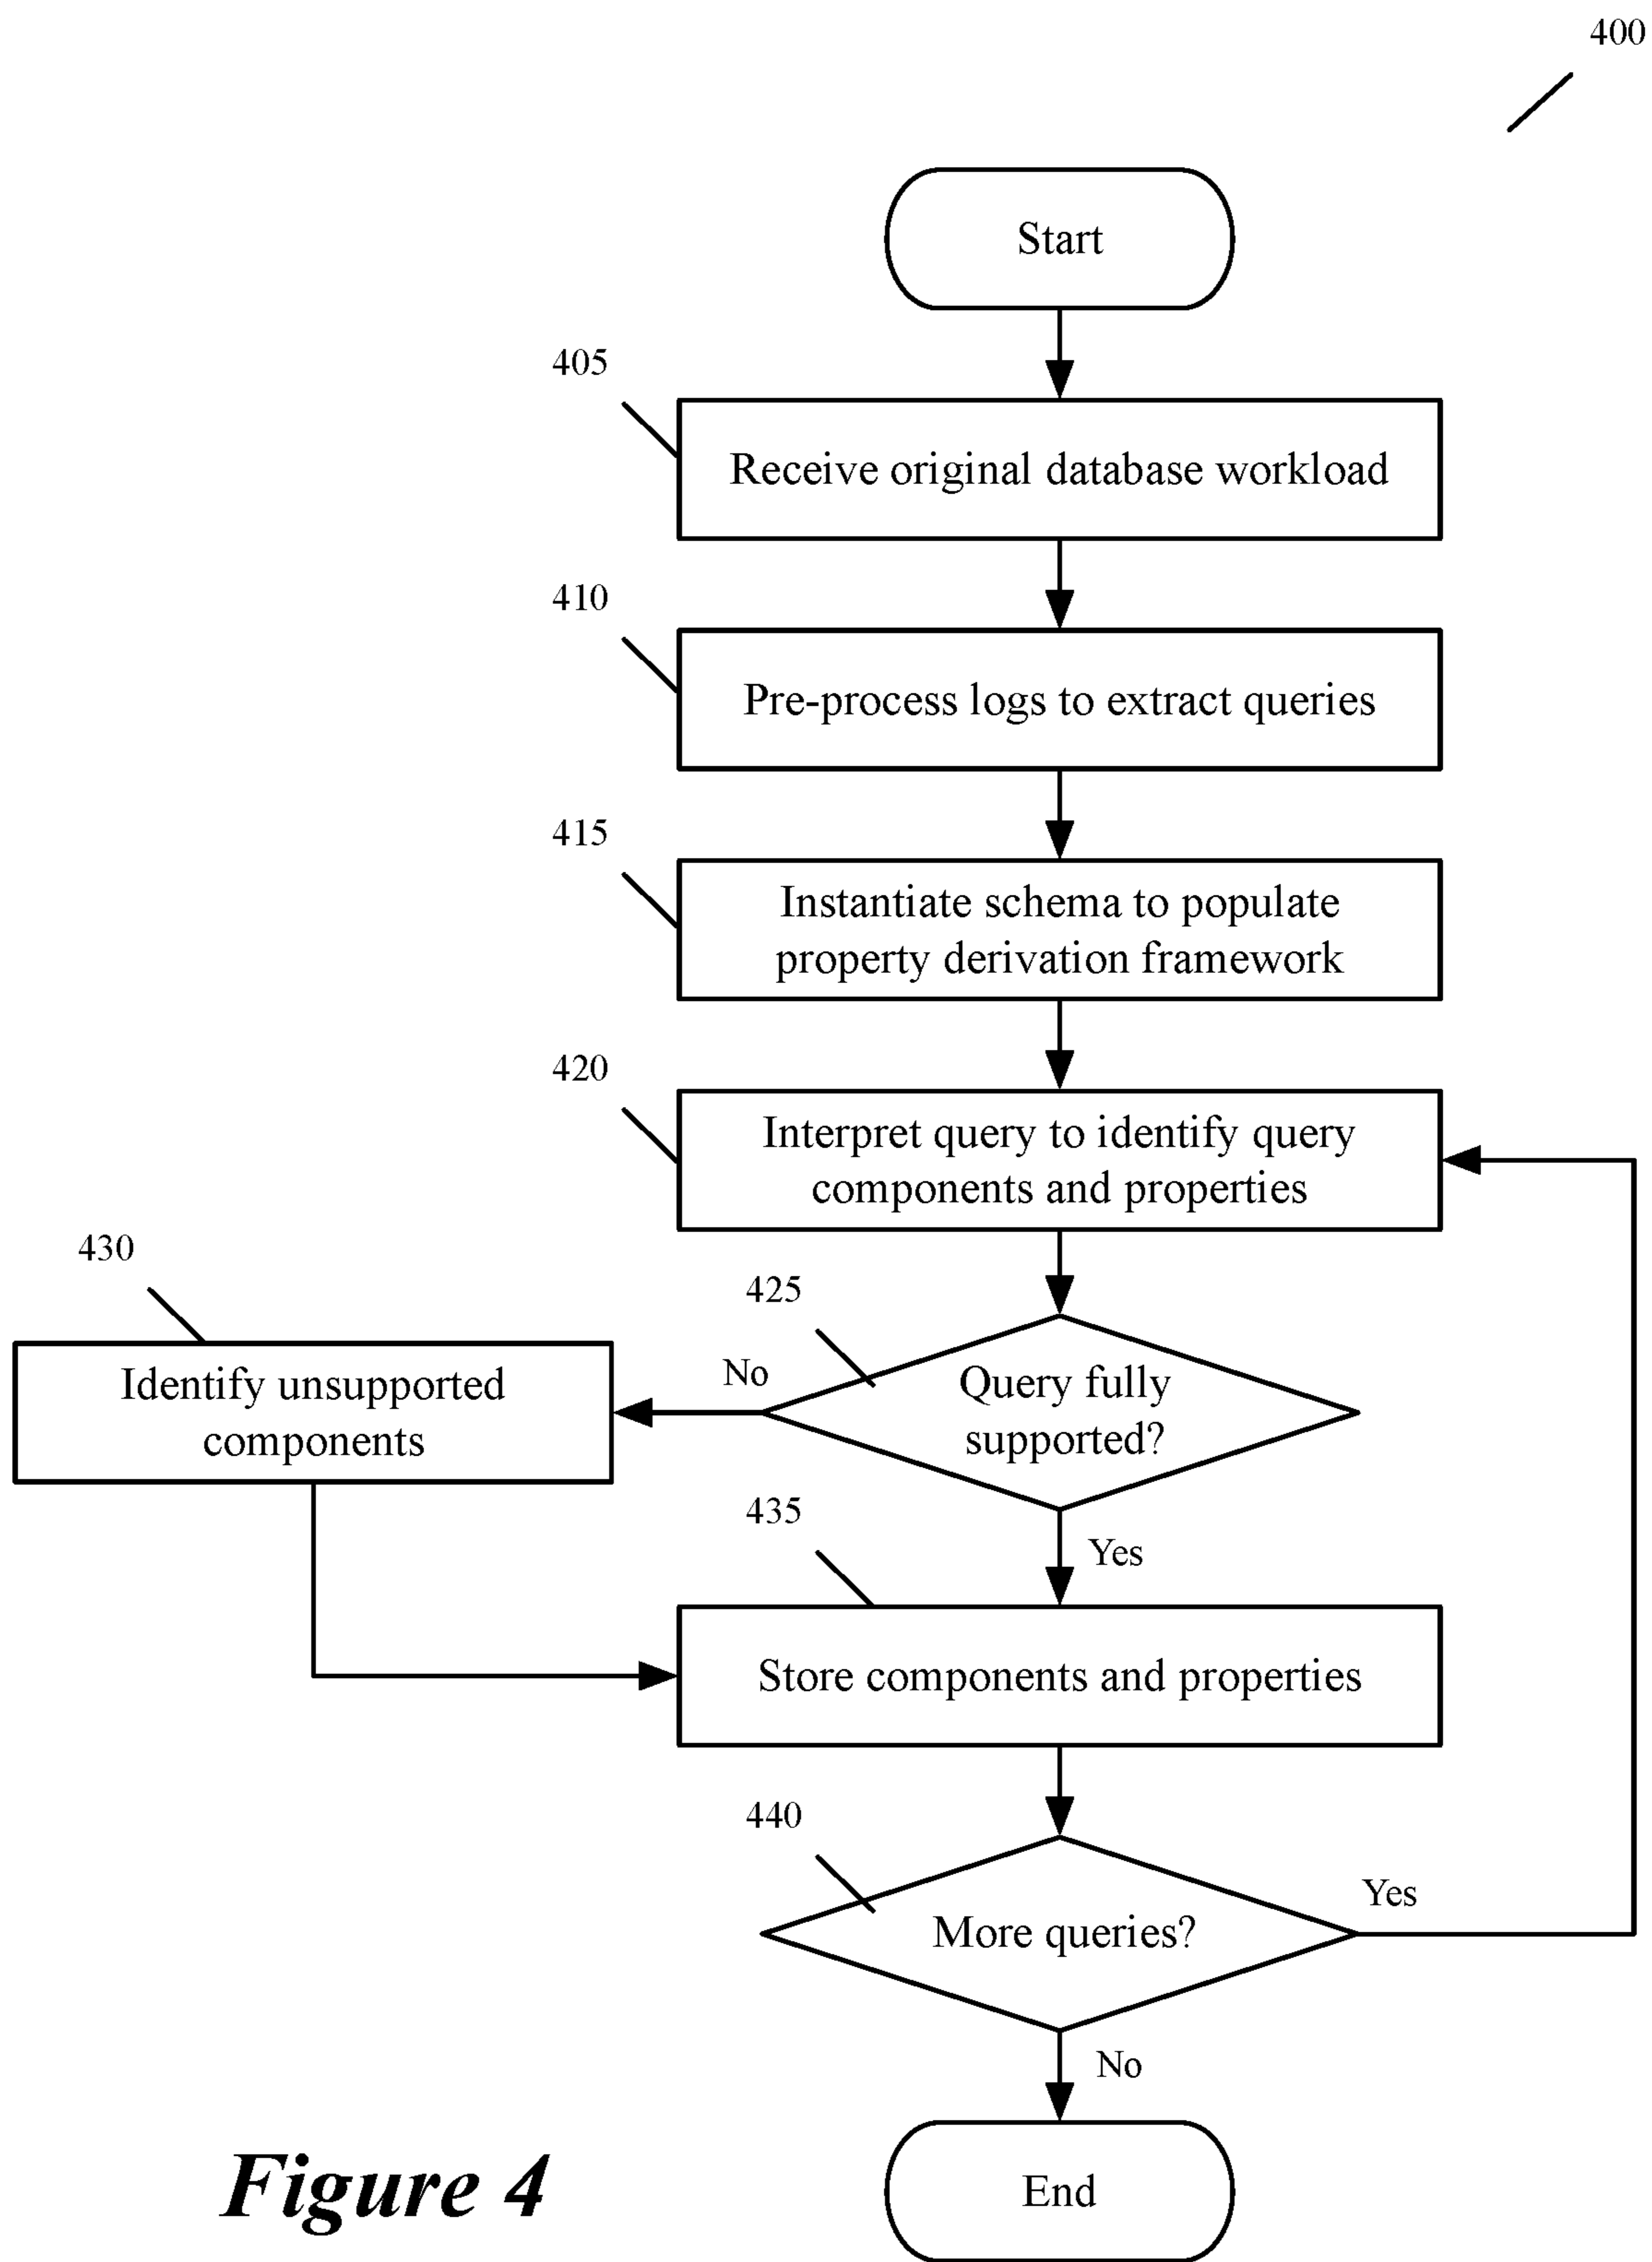 400
Start
405
Receive original database workload
410
Pre-process logs to extract queries
415
Instantiate schema to populate
property derivation framework
420
Interpret query to identify query
components and properties
430
425
Identify unsupported
components
No
Query fully
supported?
435
Yes
Store components and properties
440
More queries?
Yes
No
End
Figure 4